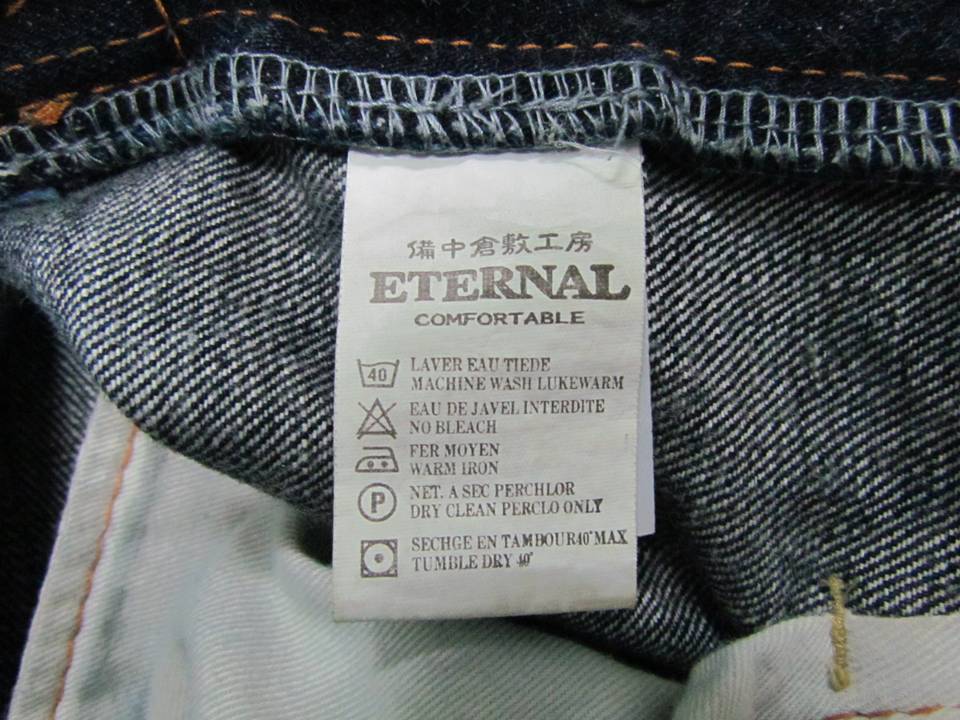 備中倉敷工房
ETERNAL
COMFORTABLE
40
LAVER EAU TIEDE
MACHINE WASH LUKEWARM
EAU DE JAVEL INTERDITE
NO BLEACH
FER MOYEN
WARM IRON
P
NET. A SEC PERCHLOR
DRY CLEAN PERCLO ONLY
SECHGE EN TAMBOUR40°MAX
TUMBLE DRY 40°